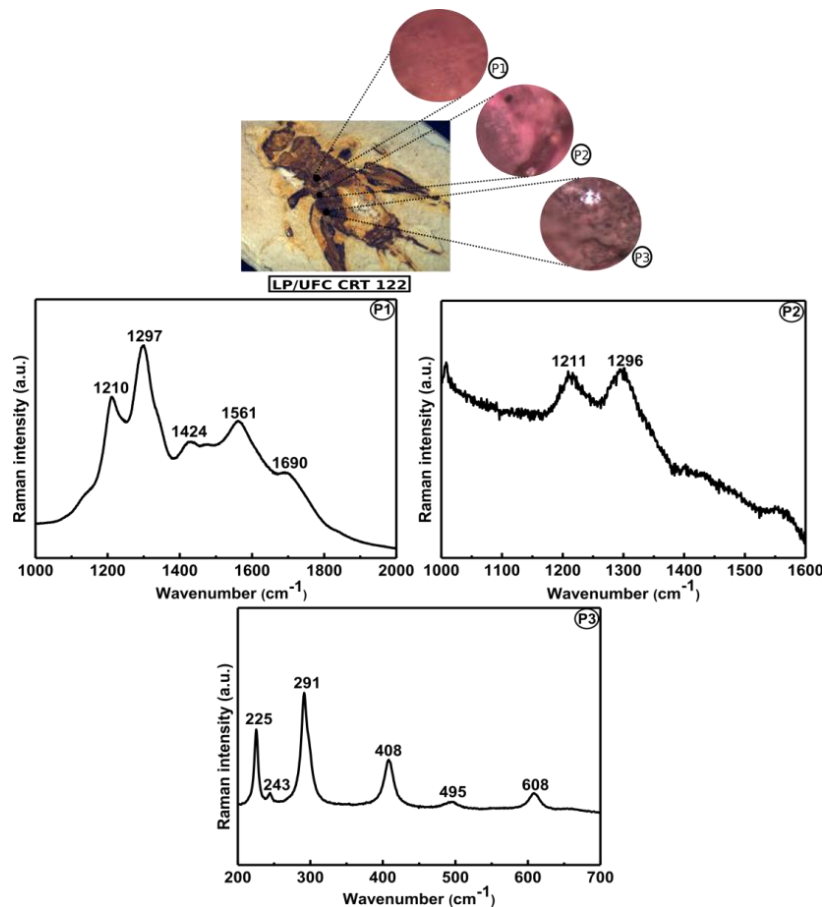 P1
P2
P3
LP/UFC CRT 122
P1
Raman intensity (a.u.)
1210
1297
1424
1561
1690
1000 1200 1400 1600 1800 2000
Wavenumber (cm⁻¹)
P2
Raman intensity (a.u.)
1211
1296
1000 1100 1200 1300 1400 1500 1600
Wavenumber (cm⁻¹)
P3
Raman intensity (a.u.)
225
243
291
408
495
608
200 300 400 500 600 700
Wavenumber (cm⁻¹)